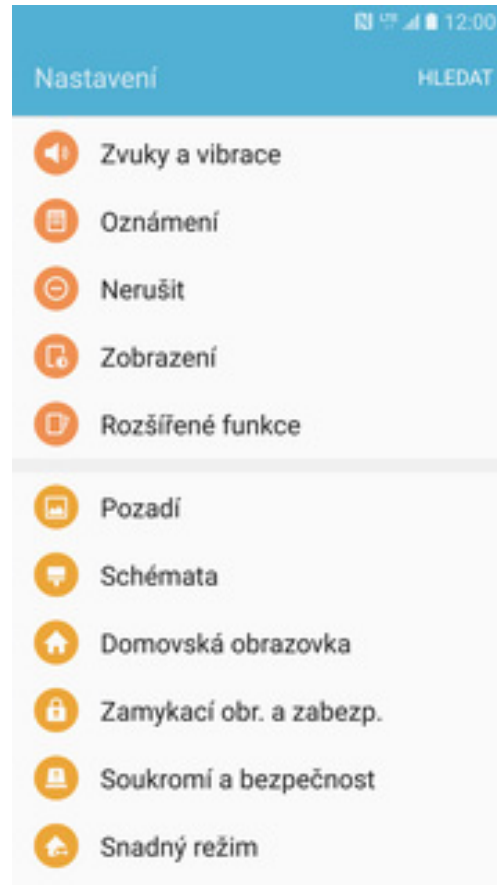 12:00
Nastavení HLEDAT
Zvuky a vibrace
Oznámení
Nerušit
Zobrazení
Rozšířené funkce
Pozadí
Schémata
Domovská obrazovka
Zamykací obr. a zabezp.
Soukromí a bezpečnost
Snadný režim